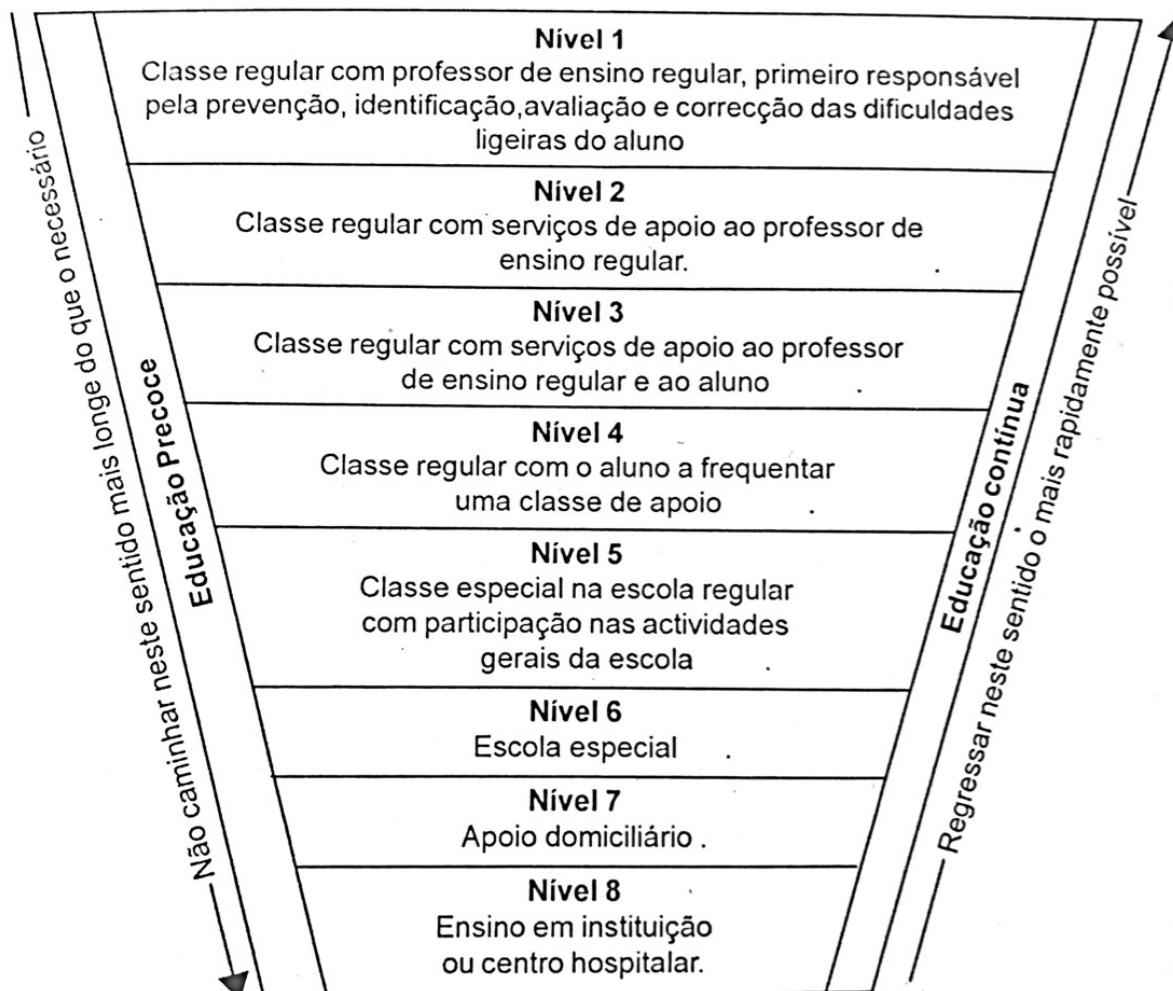 Nível 1
Classe regular com professor de ensino regular, primeiro responsável
pela prevenção, identificação,avaliação e correcção das dificuldades
ligeiras do aluno
Nível 2
Classe regular com serviços de apoio ao professor de
ensino regular.
Nível 3
Classe regular com serviços de apoio ao professor
de ensino regular e ao aluno
Nível 4
Classe regular com o aluno a frequentar
uma classe de apoio
Nível 5
Classe especial na escola regular
com participação nas actividades
gerais da escola
Nível 6
Escola especial
Nível 7
Apoio domiciliário .
Nível 8
Ensino em instituição
ou centro hospitalar.
Não caminhar neste sentido mais longe do que o necessário
Educação Precoce
Educação contínua
Regressar neste sentido o mais rapidamente possível